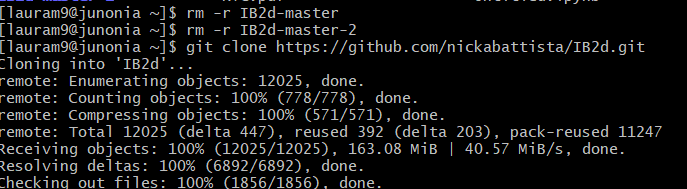 [lauram9@junonia ~]$ rm -r IB2d-master
[lauram9@junonia ~]$ rm -r IB2d-master-2
[lauram9@junonia ~]$ git clone https://github.com/nickabattista/IB2d.git
Cloning into 'IB2d'...
remote: Enumerating objects: 12025, done.
remote: Counting objects: 100% (778/778), done.
remote: Compressing objects: 100% (571/571), done.
remote: Total 12025 (delta 447), reused 392 (delta 203), pack-reused 11247
Receiving objects: 100% (12025/12025), 163.08 MiB | 40.57 MiB/s, done.
Resolving deltas: 100% (6892/6892), done.
Checking out files: 100% (1856/1856), done.